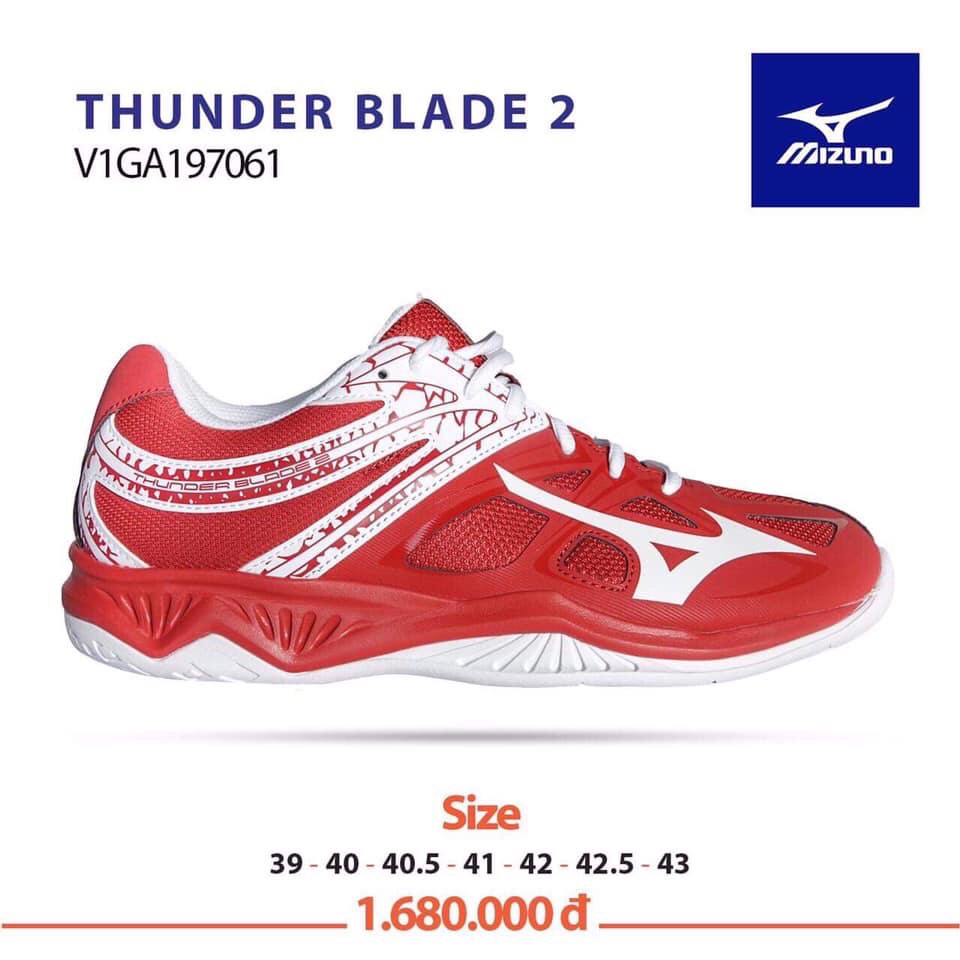 THUNDER BLADE 2
V1GA197061
MIZUNO
THUNDER BLADE 2
Size
39 - 40 - 40.5 - 41 - 42 - 42.5 - 43
1.680.000 đ